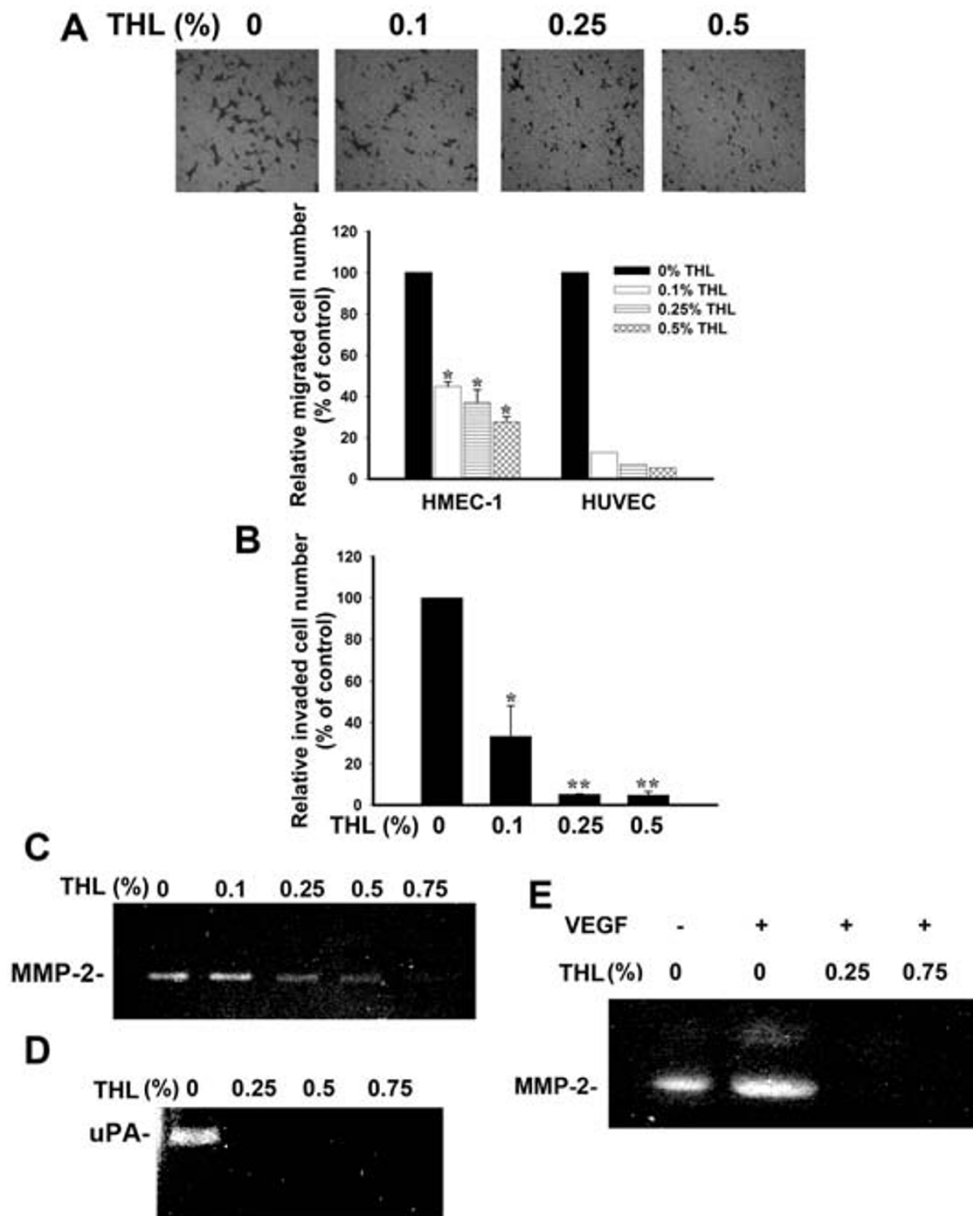 A THL (%) 0 0.1 0.25 0.5
120
100
80
60
40
20
0
Relative migrated cell number
(% of control)
0% THL
0.1% THL
0.25% THL
0.5% THL
* * *
HMEC-1 HUVEC
B
120
100
80
60
40
20
0
Relative invaded cell number
(% of control)
* ** **
THL (%) 0 0.1 0.25 0.5
C
THL (%) 0 0.1 0.25 0.5 0.75
MMP-2-
D
THL (%) 0 0.25 0.5 0.75
uPA-
E
VEGF - + + +
THL(%) 0 0 0.25 0.75
MMP-2-